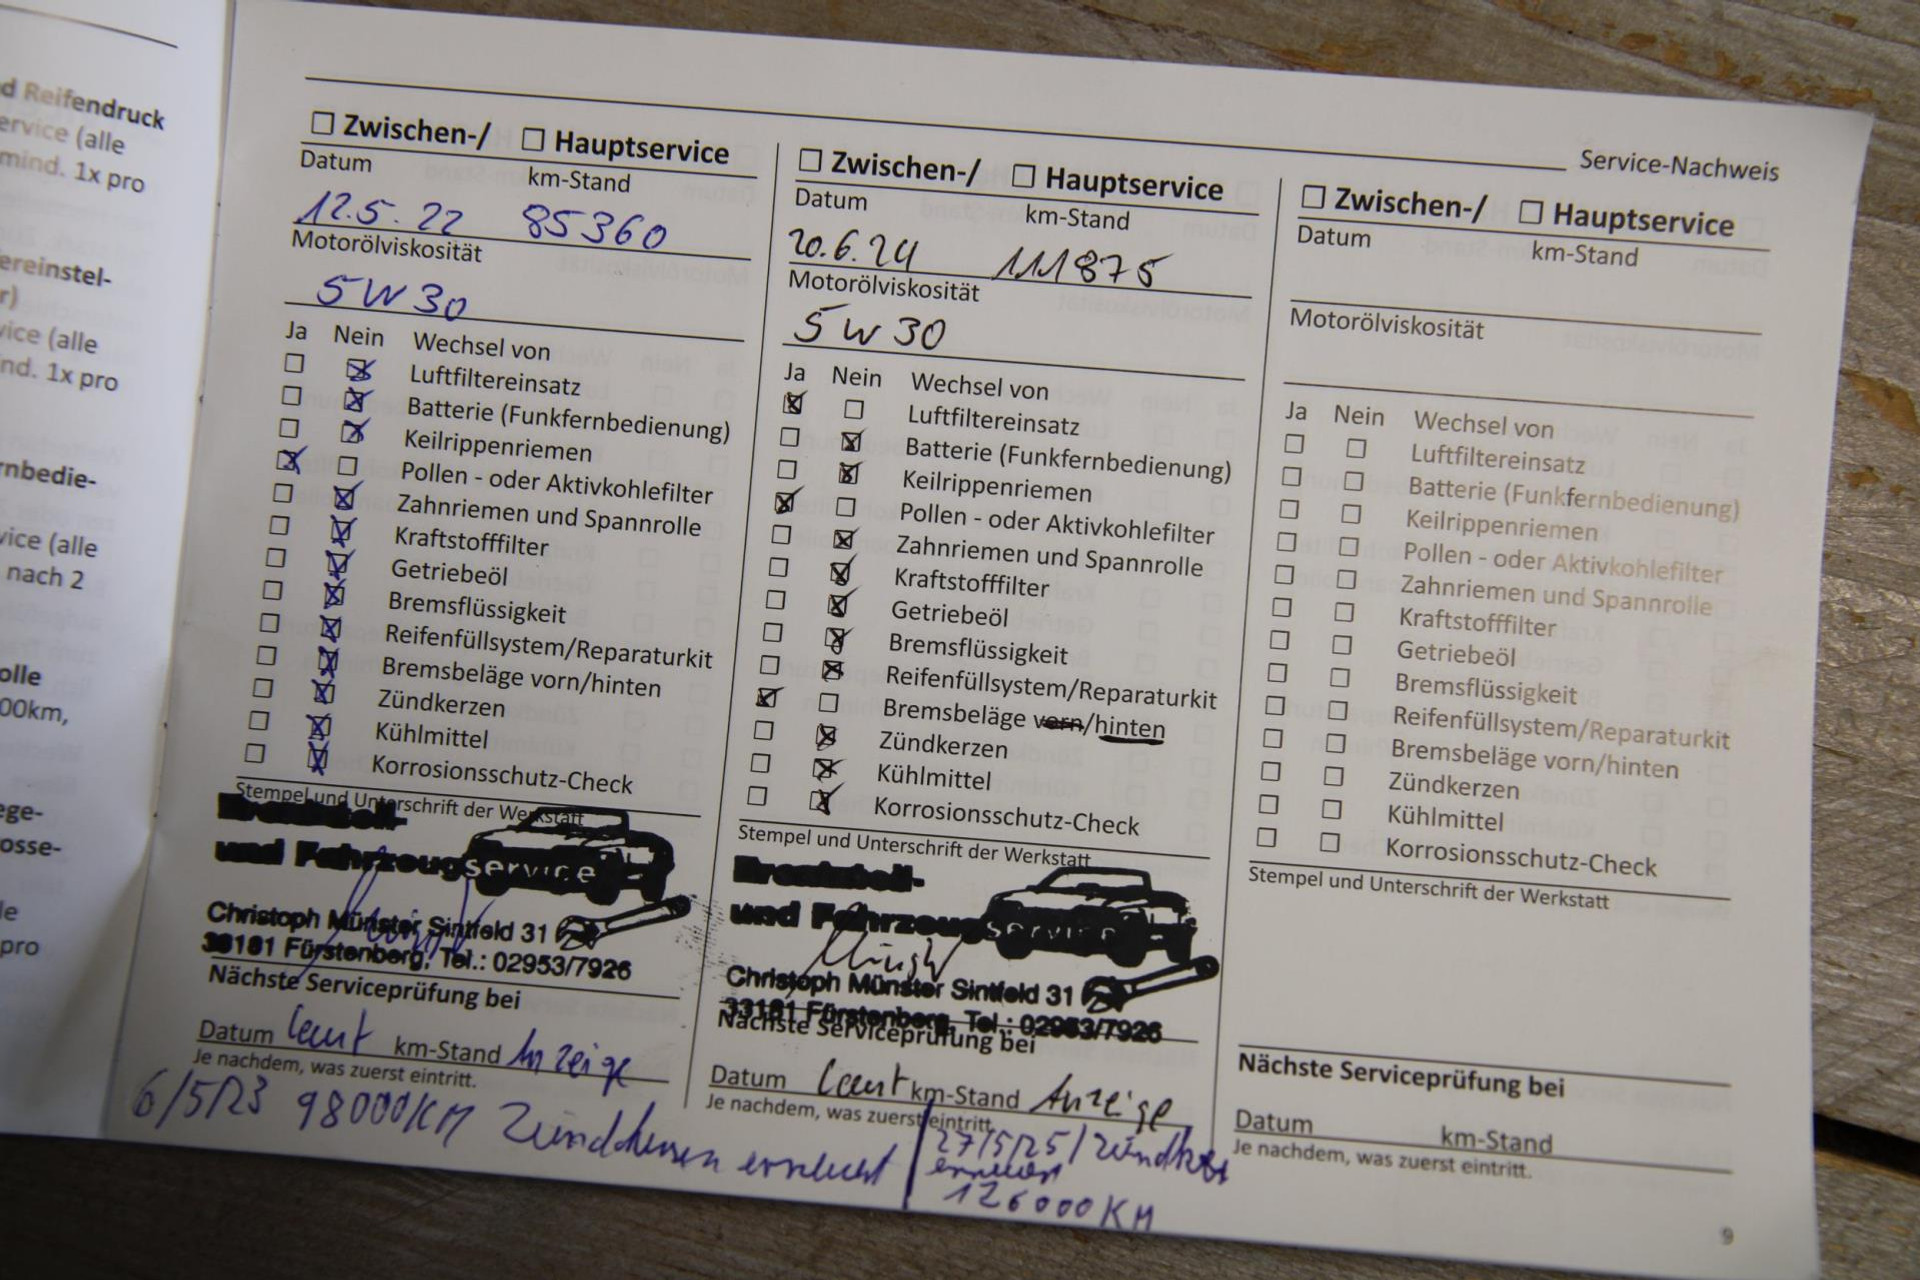 d Reifendruck
ervice (alle
mind. 1x pro
ereinstel-
r)
vice (alle
nd. 1x pro
rnbedie-
vice (alle
nach 2
olle
00km,
ege-
osse-
le
pro
Service-Nachweis
☐ Zwischen-/ ☐ Hauptservice
Datum km-Stand
12.5.22 85360
Motorölviskosität
5W30
Ja Nein Wechsel von
☐ ☒ Luftfiltereinsatz
☐ ☒ Batterie (Funkfernbedienung)
☐ ☒ Keilrippenriemen
☒ ☐ Pollen - oder Aktivkohlefilter
☐ ☒ Zahnriemen und Spannrolle
☐ ☒ Kraftstofffilter
☐ ☒ Getriebeöl
☐ ☒ Bremsflüssigkeit
☐ ☒ Reifenfüllsystem/Reparaturkit
☐ ☒ Bremsbeläge vorn/hinten
☐ ☒ Zündkerzen
☐ ☒ Kühlmittel
☐ ☒ Korrosionsschutz-Check
Stempel und Unterschrift der Werkstatt
und Fahrzeugservice
Christoph Münster Sintfeld 31
33181 Fürstenberg, Tel.: 02953/7926
Nächste Serviceprüfung bei
Datum laut km-Stand Anzeige
Je nachdem, was zuerst eintritt.
6/5/23 98000KM Zündkerzen erneuert
☐ Zwischen-/ ☐ Hauptservice
Datum km-Stand
20.6.24 111875
Motorölviskosität
5W30
Ja Nein Wechsel von
☒ ☐ Luftfiltereinsatz
☐ ☒ Batterie (Funkfernbedienung)
☐ ☒ Keilrippenriemen
☒ ☐ Pollen - oder Aktivkohlefilter
☐ ☒ Zahnriemen und Spannrolle
☐ ☒ Kraftstofffilter
☐ ☒ Getriebeöl
☐ ☒ Bremsflüssigkeit
☐ ☒ Reifenfüllsystem/Reparaturkit
☒ ☐ Bremsbeläge vorn/hinten
☐ ☒ Zündkerzen
☐ ☒ Kühlmittel
☐ ☒ Korrosionsschutz-Check
Stempel und Unterschrift der Werkstatt
und Fahrzeugservice
Christoph Münster Sintfeld 31
33181 Fürstenberg, Tel.: 02953/7926
Nächste Serviceprüfung bei
Datum laut km-Stand Anzeige
Je nachdem, was zuerst eintritt.
27/5/25/
erneuert
126000KM
☐ Zwischen-/ ☐ Hauptservice
Datum km-Stand
Motorölviskosität
Ja Nein Wechsel von
☐ ☐ Luftfiltereinsatz
☐ ☐ Batterie (Funkfernbedienung)
☐ ☐ Keilrippenriemen
☐ ☐ Pollen - oder Aktivkohlefilter
☐ ☐ Zahnriemen und Spannrolle
☐ ☐ Kraftstofffilter
☐ ☐ Getriebeöl
☐ ☐ Bremsflüssigkeit
☐ ☐ Reifenfüllsystem/Reparaturkit
☐ ☐ Bremsbeläge vorn/hinten
☐ ☐ Zündkerzen
☐ ☐ Kühlmittel
☐ ☐ Korrosionsschutz-Check
Stempel und Unterschrift der Werkstatt
Nächste Serviceprüfung bei
Datum km-Stand
Je nachdem, was zuerst eintritt.
9